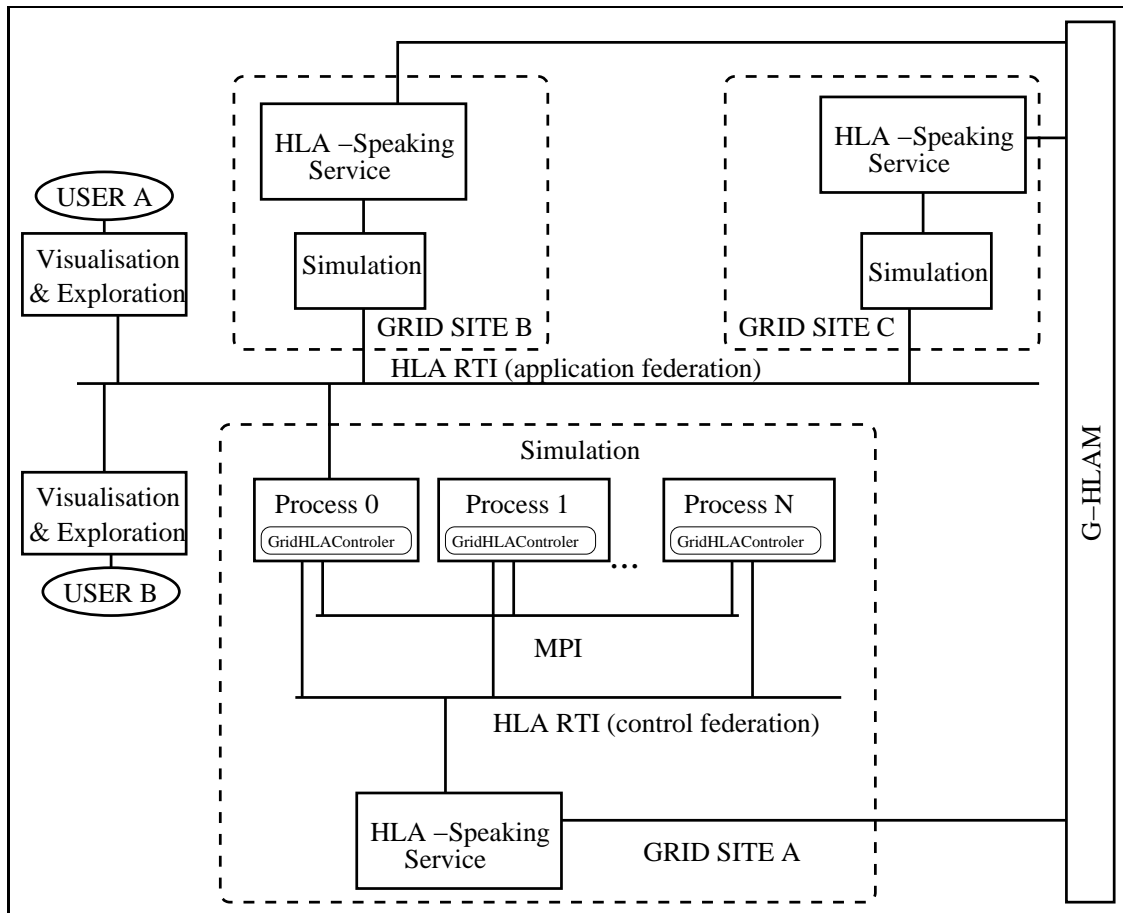 HLA –Speaking
Service
HLA –Speaking
Service
USER A
Visualisation
& Exploration
Simulation
Simulation
GRID SITE B
GRID SITE C
HLA RTI (application federation)
G–HLAM
Simulation
Visualisation
& Exploration
USER B
Process 0
GridHLAControler
Process 1
GridHLAControler
...
Process N
GridHLAControler
MPI
HLA RTI (control federation)
HLA –Speaking
Service
GRID SITE A